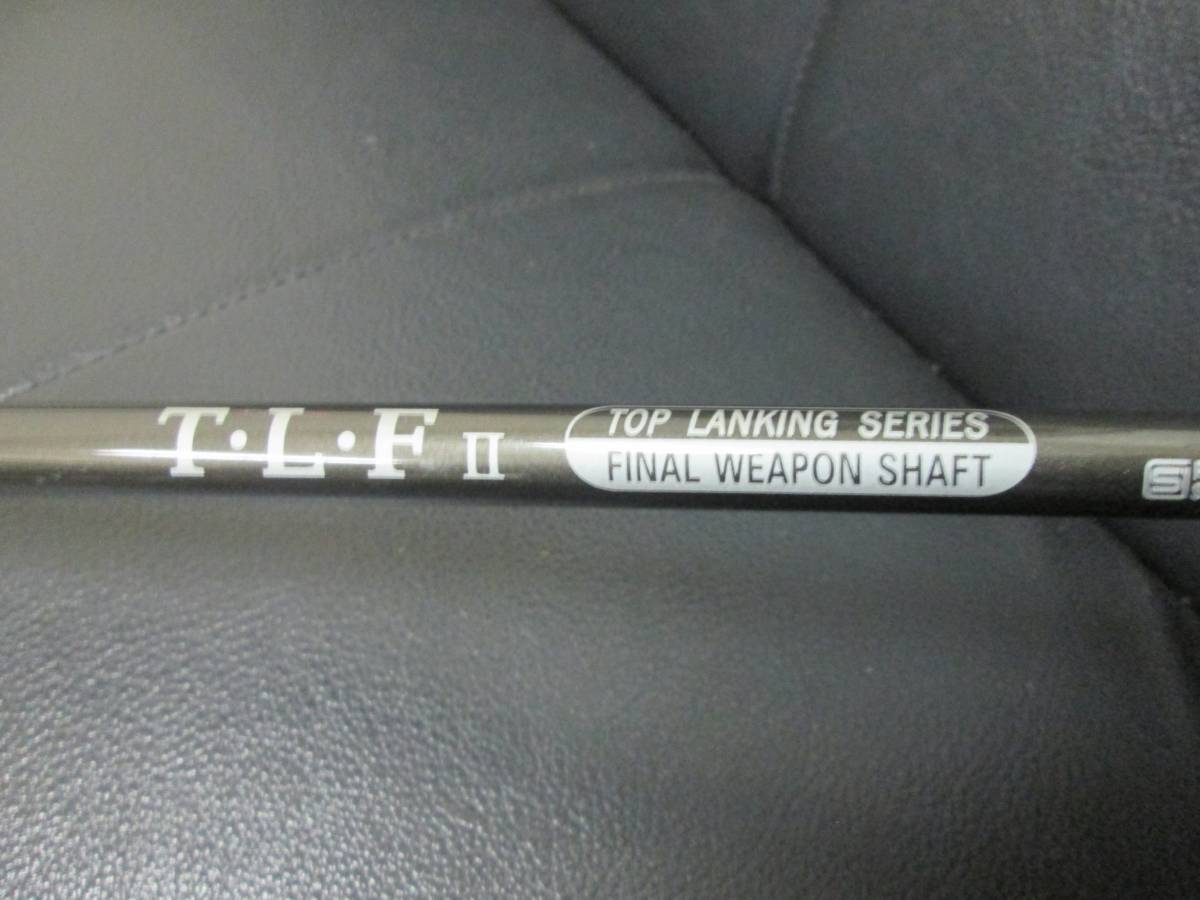 T·L·F II
TOP LANKING SERIES
FINAL WEAPON SHAFT